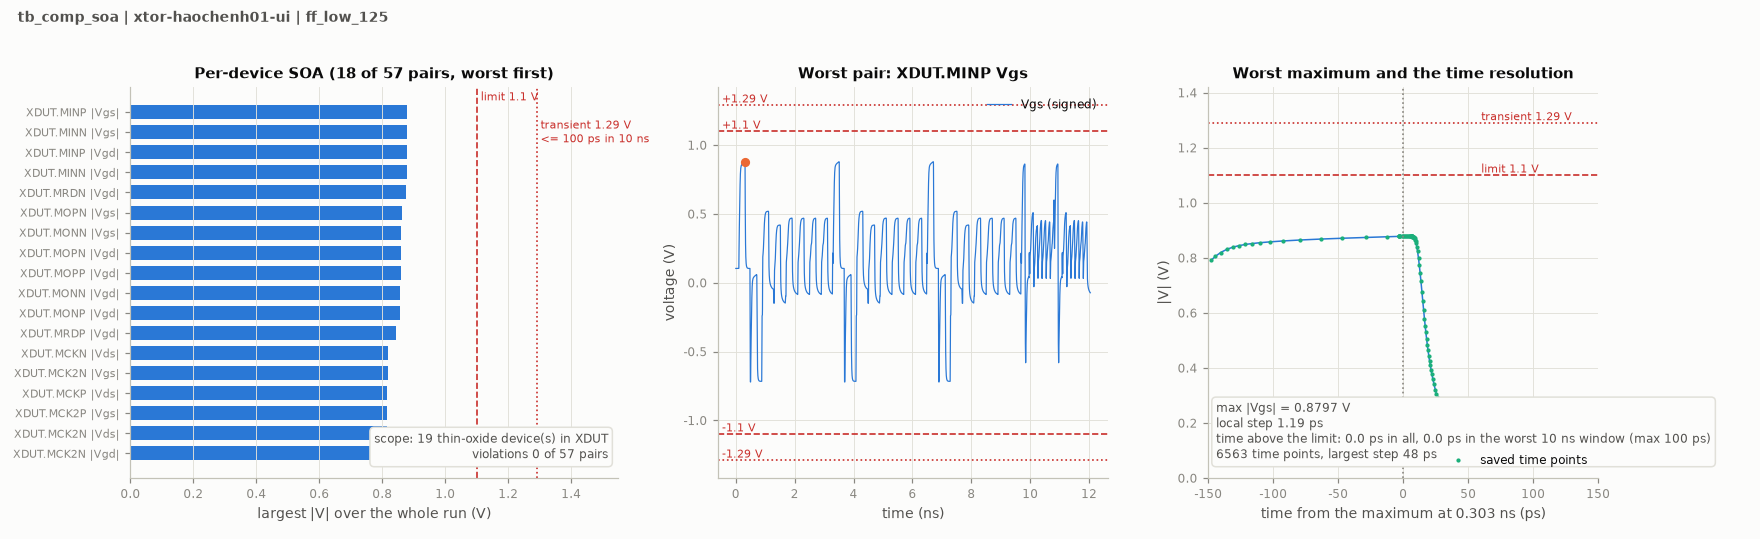 tb_comp_soa | xtor-haochenh01-ui | ff_low_125
Per-device SOA (18 of 57 pairs, worst first)
limit 1.1 V
transient 1.29 V
<= 100 ps in 10 ns
XDUT.MINP |Vgs|
XDUT.MINN |Vgs|
XDUT.MINP |Vgd|
XDUT.MINN |Vgd|
XDUT.MRDN |Vgd|
XDUT.MOPN |Vgs|
XDUT.MONN |Vgs|
XDUT.MOPN |Vgd|
XDUT.MOPP |Vgd|
XDUT.MONN |Vgd|
XDUT.MONP |Vgd|
XDUT.MRDP |Vgd|
XDUT.MCKN |Vds|
XDUT.MCK2N |Vgs|
XDUT.MCKP |Vds|
XDUT.MCK2P |Vgs|
XDUT.MCK2N |Vds|
XDUT.MCK2N |Vgd|
scope: 19 thin-oxide device(s) in XDUT
violations 0 of 57 pairs
0.0 0.2 0.4 0.6 0.8 1.0 1.2 1.4
largest |V| over the whole run (V)
Worst pair: XDUT.MINP Vgs
Vgs (signed)
+1.29 V
+1.1 V
-1.1 V
-1.29 V
1.0
0.5
0.0
-0.5
-1.0
voltage (V)
0 2 4 6 8 10 12
time (ns)
Worst maximum and the time resolution
transient 1.29 V
limit 1.1 V
1.4
1.2
1.0
0.8
0.6
0.4
0.2
0.0
|V| (V)
max |Vgs| = 0.8797 V
local step 1.19 ps
time above the limit: 0.0 ps in all, 0.0 ps in the worst 10 ns window (max 100 ps)
6563 time points, largest step 48 ps
saved time points
-150 -100 -50 0 50 100 150
time from the maximum at 0.303 ns (ps)